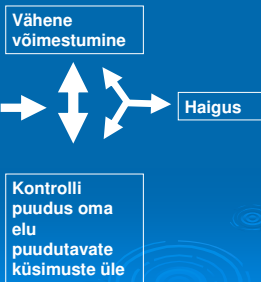 Vähene
võimestumine
Haigus
Kontrolli
puudus oma
elu
puudutavate
küsimuste üle